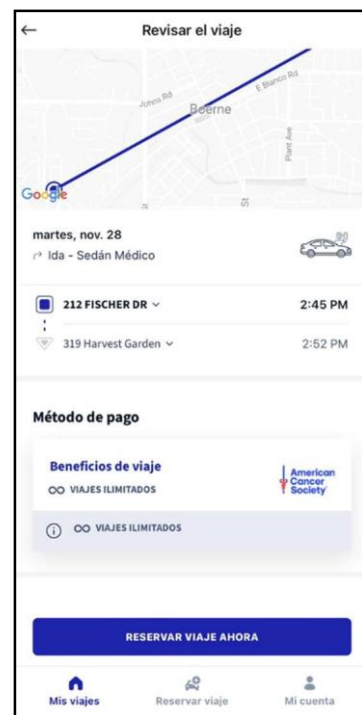 Revisar el viaje
Johns Rd
E Blanco Rd
Boerne
Plant Ave
St
Google
martes, nov. 28
Ida - Sedán Médico
212 FISCHER DR
2:45 PM
319 Harvest Garden
2:52 PM
Método de pago
Beneficios de viaje
VIAJES ILIMITADOS
American
Cancer
Society
VIAJES ILIMITADOS
RESERVAR VIAJE AHORA
Mis viajes
Reservar viaje
Mi cuenta